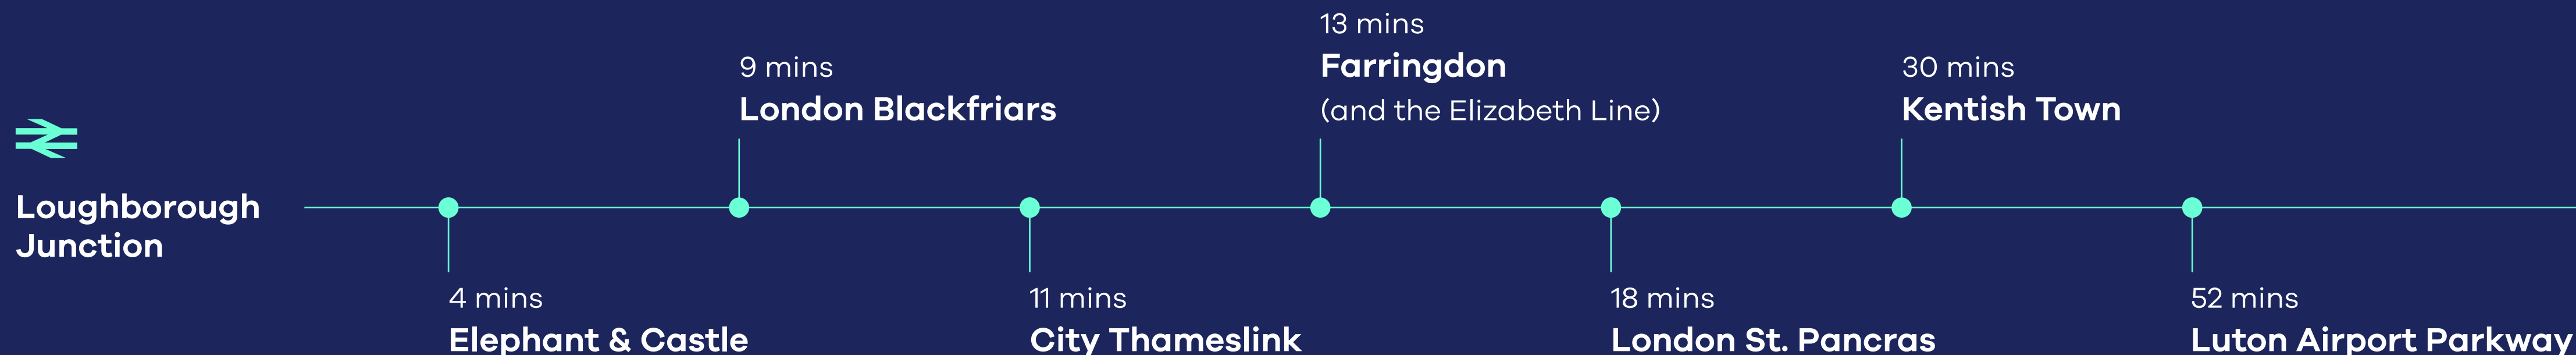 Loughborough
Junction
4 mins
Elephant & Castle
9 mins
London Blackfriars
11 mins
City Thameslink
13 mins
Farringdon
(and the Elizabeth Line)
18 mins
London St. Pancras
30 mins
Kentish Town
52 mins
Luton Airport Parkway